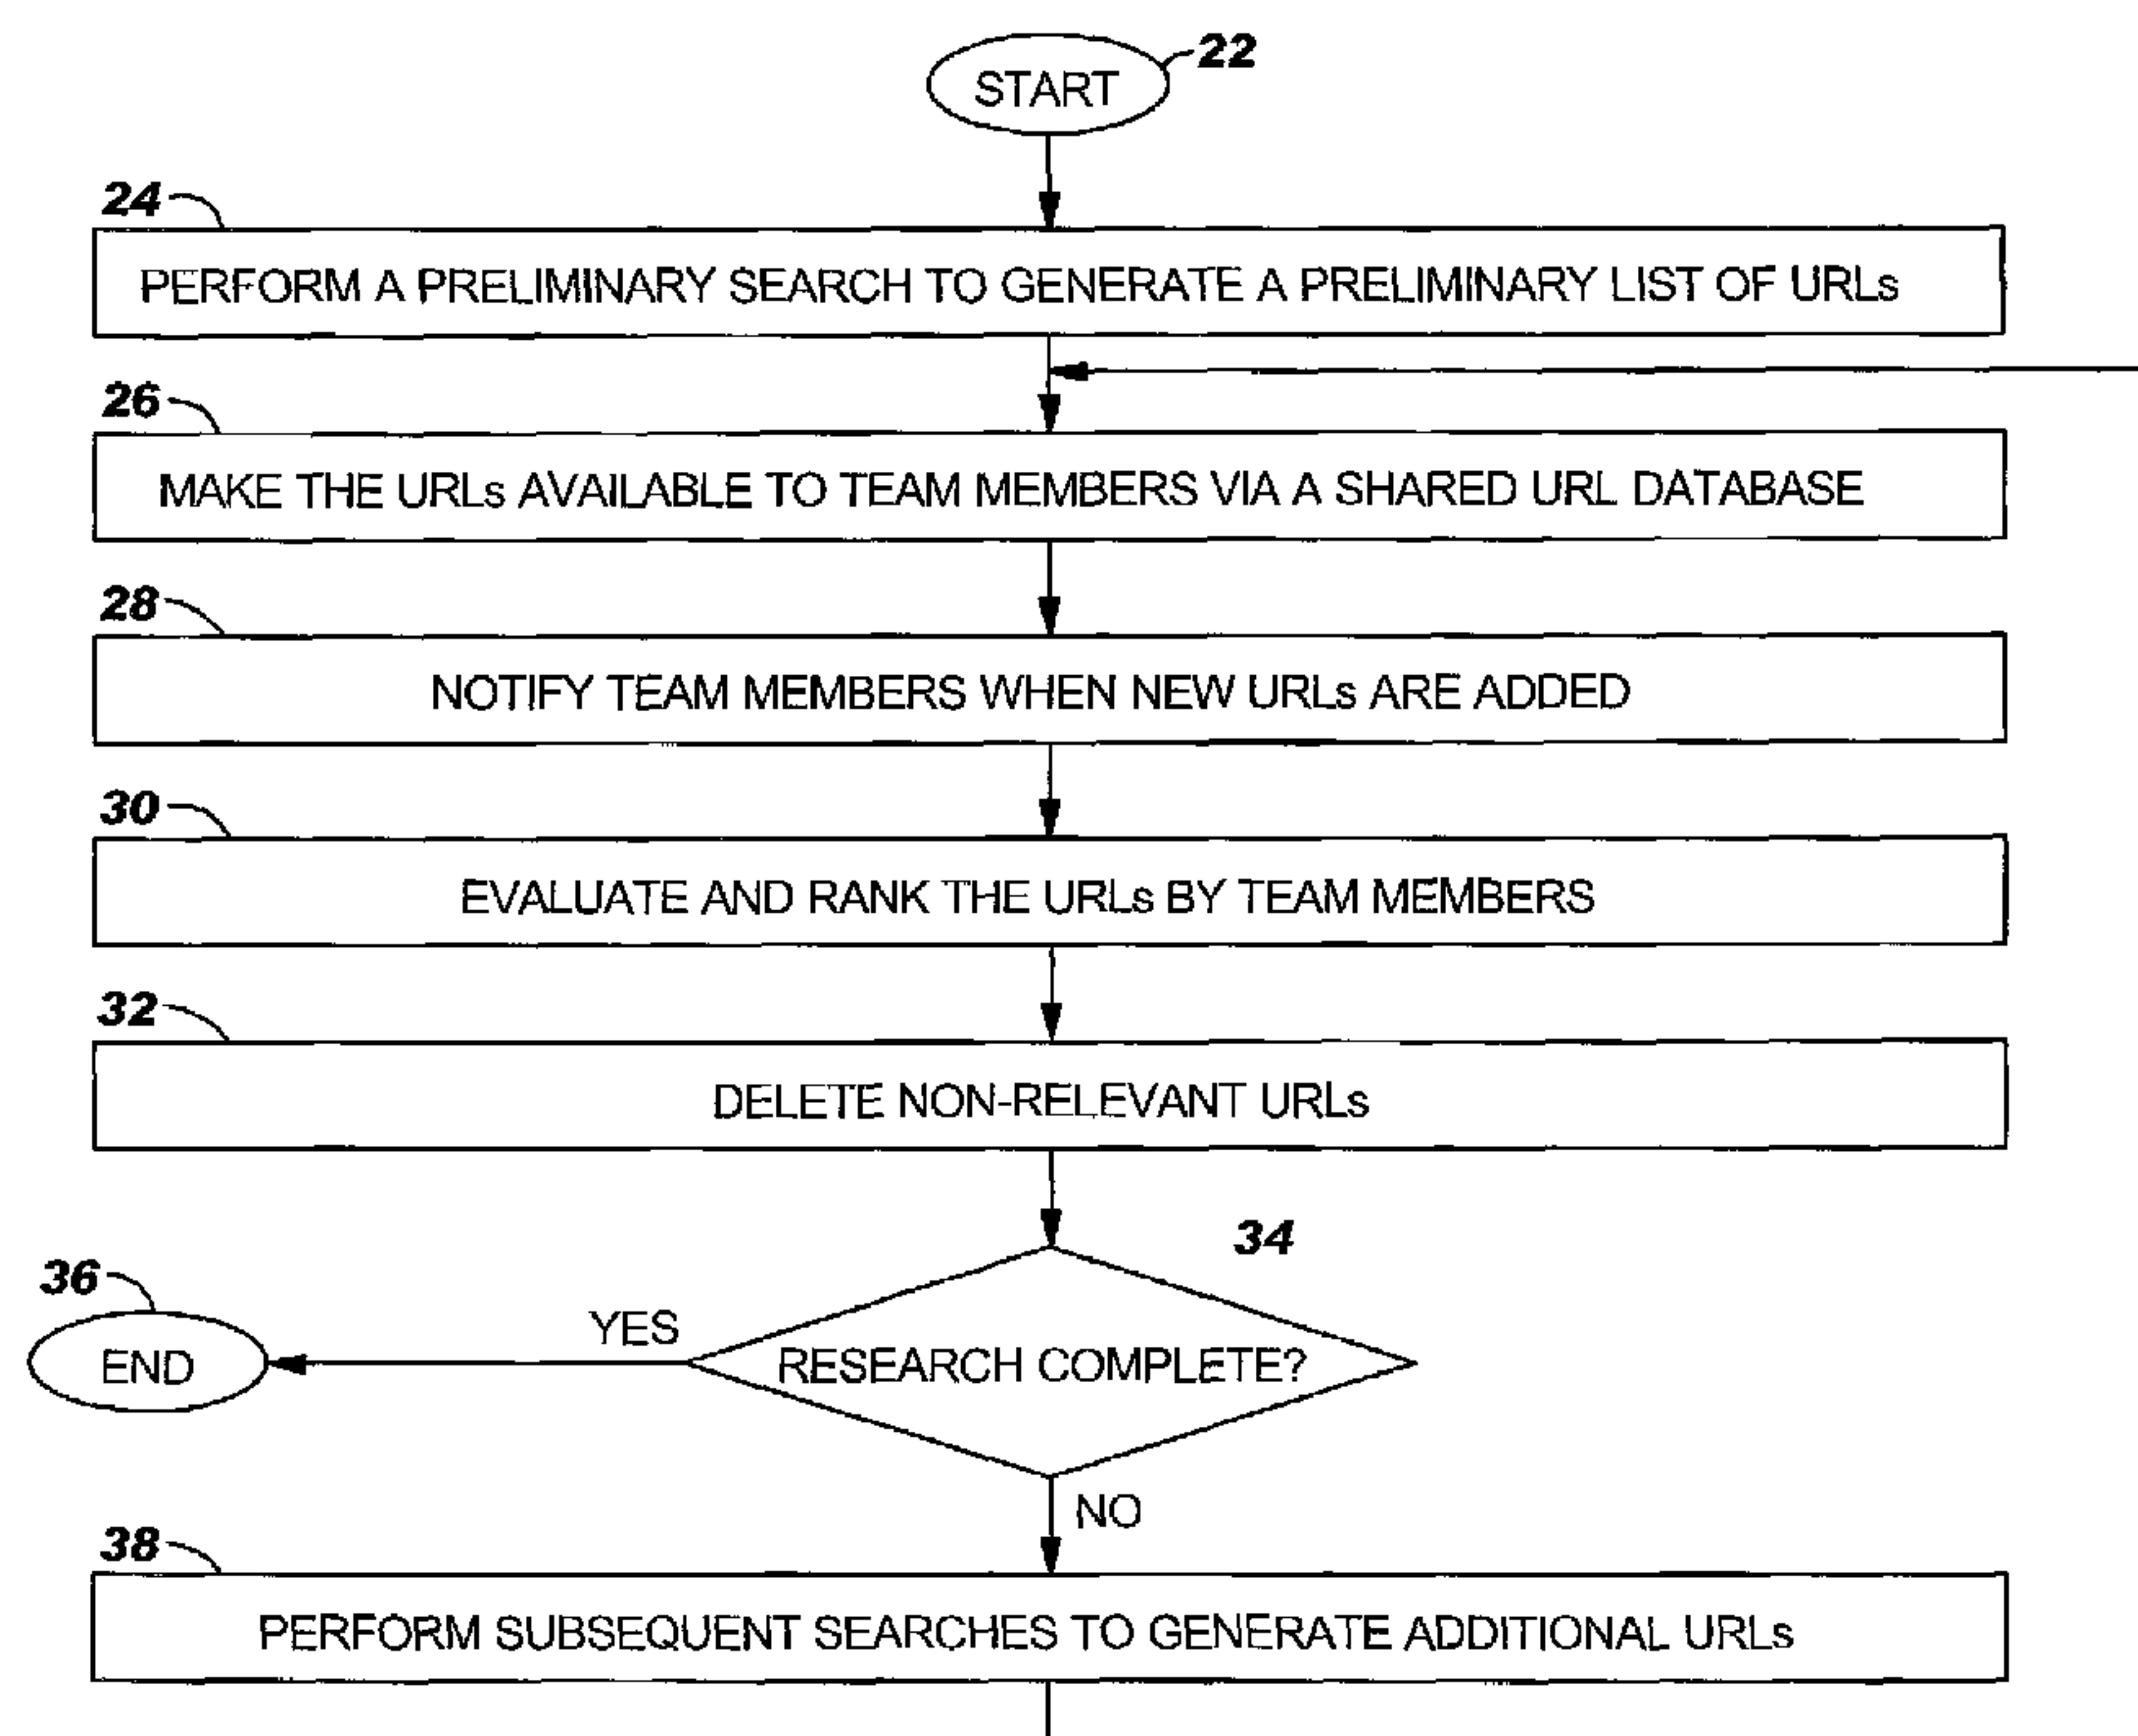 22
START
24
PERFORM A PRELIMINARY SEARCH TO GENERATE A PRELIMINARY LIST OF URLs
26
MAKE THE URLs AVAILABLE TO TEAM MEMBERS VIA A SHARED URL DATABASE
28
NOTIFY TEAM MEMBERS WHEN NEW URLs ARE ADDED
30
EVALUATE AND RANK THE URLs BY TEAM MEMBERS
32
DELETE NON-RELEVANT URLs
34
36
YES
END
RESEARCH COMPLETE?
NO
38
PERFORM SUBSEQUENT SEARCHES TO GENERATE ADDITIONAL URLs